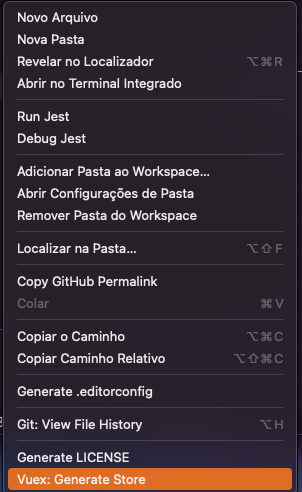 Novo Arquivo
Nova Pasta
Revelar no Localizador ⌥⌘R
Abrir no Terminal Integrado
Run Jest
Debug Jest
Adicionar Pasta ao Workspace...
Abrir Configurações de Pasta
Remover Pasta do Workspace
Localizar na Pasta... ⌥⇧F
Copy GitHub Permalink
Colar ⌘V
Copiar o Caminho ⌥⌘C
Copiar Caminho Relativo ⌥⇧⌘C
Generate .editorconfig
Git: View File History ⌥H
Generate LICENSE
Vuex: Generate Store